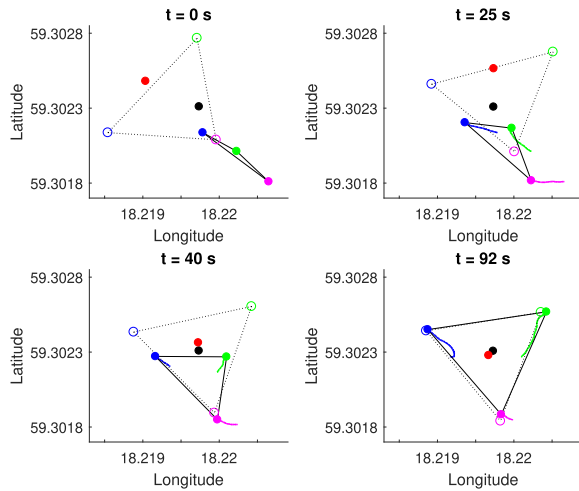 t = 0 s
t = 25 s
59.3028
59.3023
59.3018
Latitude
18.219
18.22
Longitude
59.3028
59.3023
59.3018
Latitude
18.219
18.22
Longitude
t = 40 s
t = 92 s
59.3028
59.3023
59.3018
Latitude
18.219
18.22
Longitude
59.3028
59.3023
59.3018
Latitude
18.219
18.22
Longitude